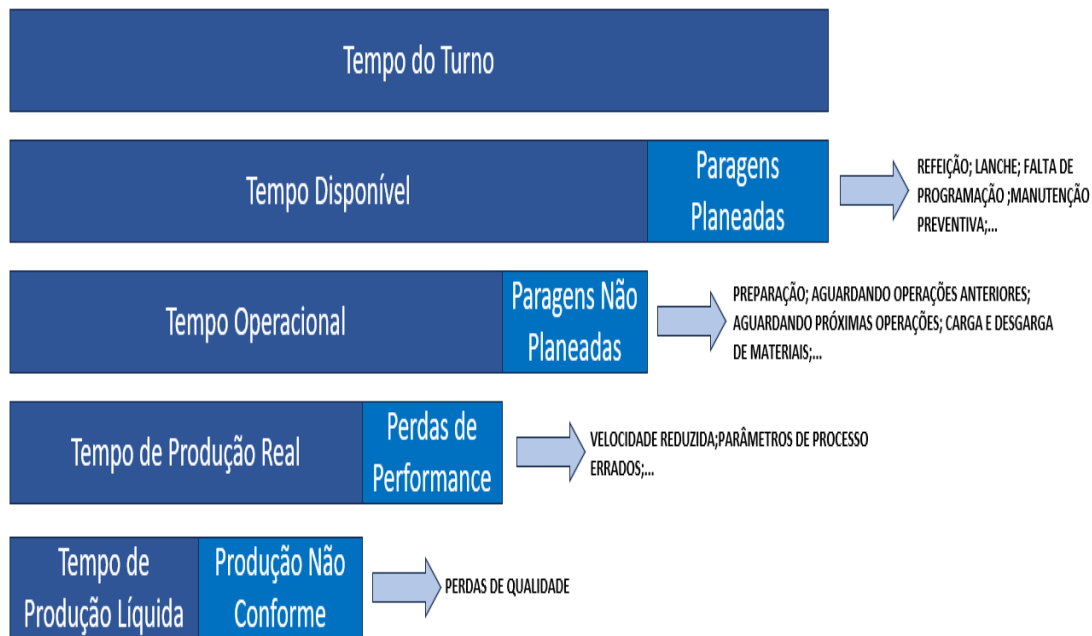 Tempo do Turno
Tempo Disponível
Paragens
Planeadas
REFEIÇÃO; LANCHE; FALTA DE
PROGRAMAÇÃO ;MANUTENÇÃO
PREVENTIVA;...
Tempo Operacional
Paragens Não
Planeadas
PREPARAÇÃO; AGUARDANDO OPERAÇÕES ANTERIORES;
AGUARDANDO PRÓXIMAS OPERAÇÕES; CARGA E DESGARGA
DE MATERIAIS;...
Tempo de Produção Real
Perdas de
Performance
VELOCIDADE REDUZIDA;PARÂMETROS DE PROCESSO
ERRADOS;...
Tempo de
Produção Líquida
Produção Não
Conforme
PERDAS DE QUALIDADE